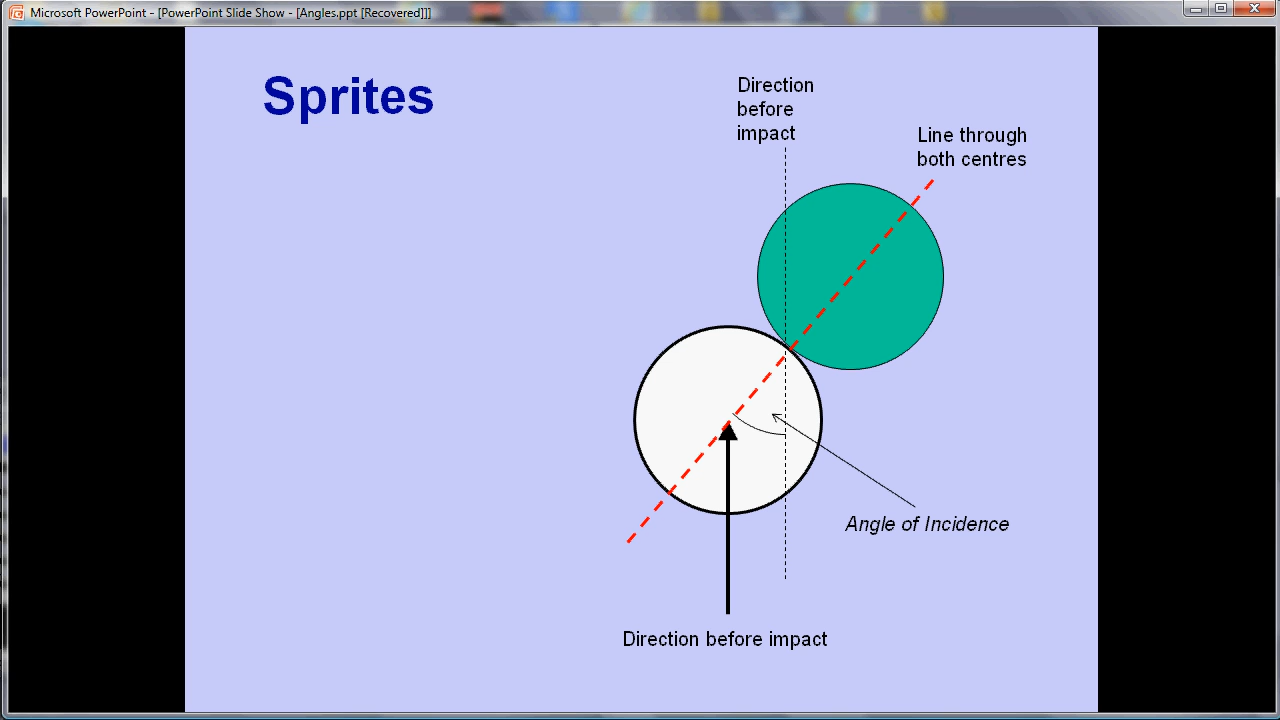 Microsoft PowerPoint - [PowerPoint Slide Show - [Angles.ppt [Recovered]]]
Sprites
Direction
before
impact
Line through
both centres
Angle of Incidence
Direction before impact